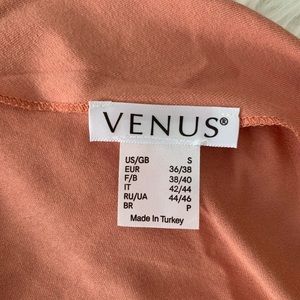 VENUS®
US/GB S
EUR 36/38
F/B 38/40
IT 42/44
RU/UA 44/46
BR P
Made In Turkey